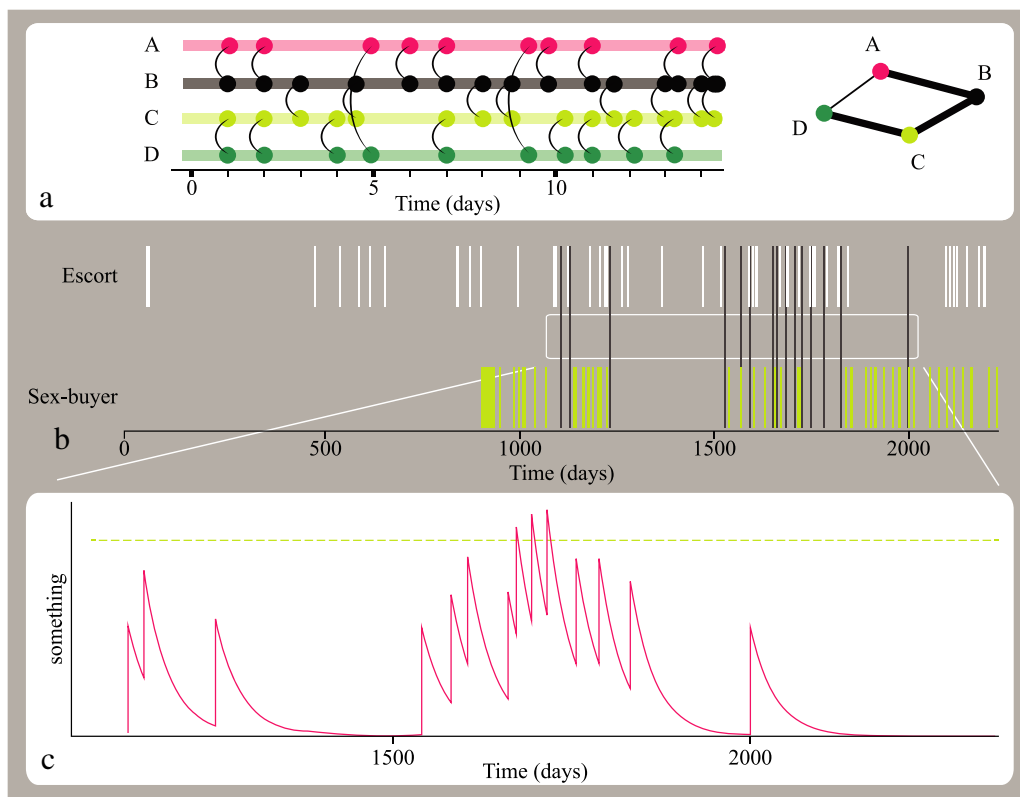 A
B
C
D
0
5
10
Time (days)
a
A
B
D
C
Escort
Sex-buyer
b
0
500
1000
1500
2000
Time (days)
something
1500
2000
Time (days)
c